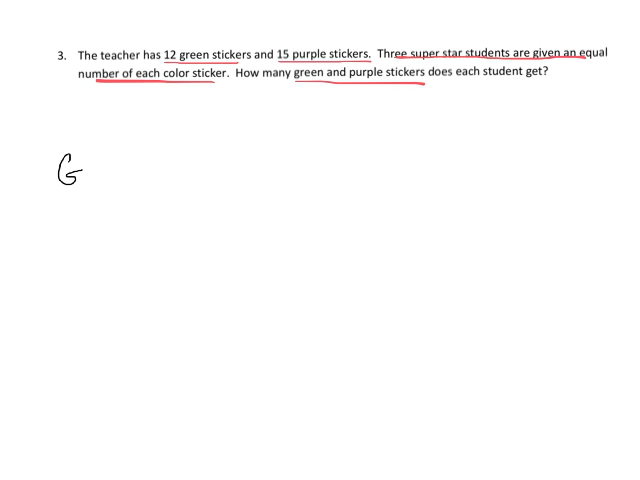 3. The teacher has 12 green stickers and 15 purple stickers. Three super star students are given an equal
number of each color sticker. How many green and purple stickers does each student get?
G